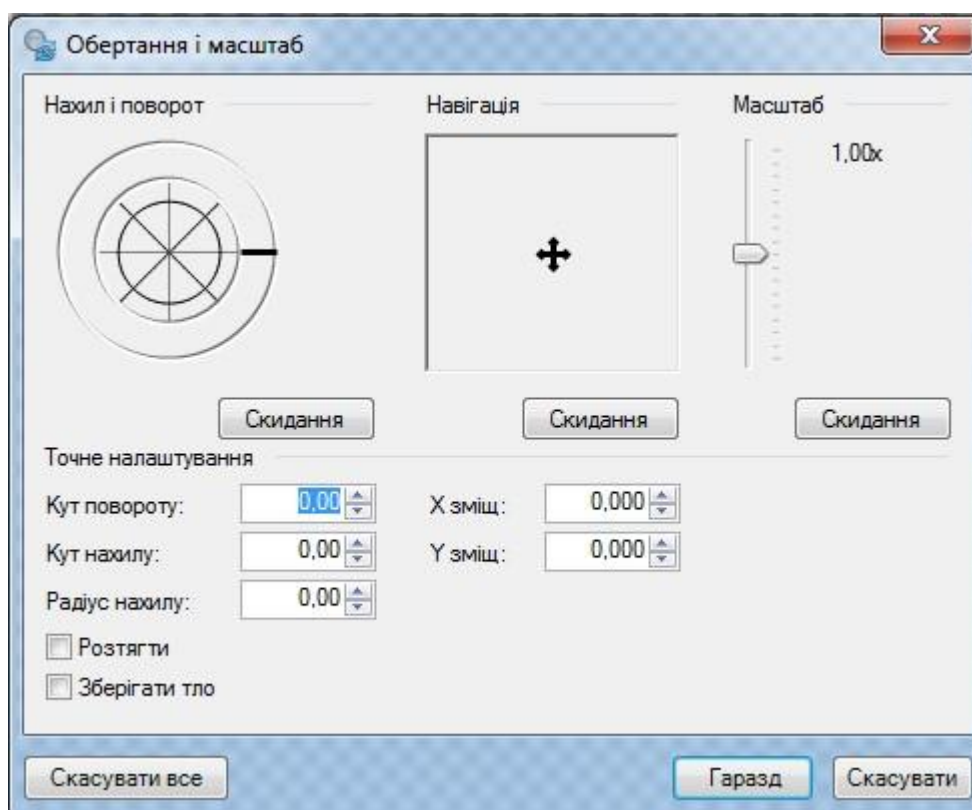 Обертання і масштаб
Нахил і поворот
Навігація
Масштаб
1,00x
Скидання
Скидання
Скидання
Точне налаштування
Кут повороту:
0,00
X зміщ:
0,000
Кут нахилу:
0,00
Y зміщ:
0,000
Радіус нахилу:
0,00
Розтягти
Зберігати тло
Скасувати все
Гаразд
Скасувати